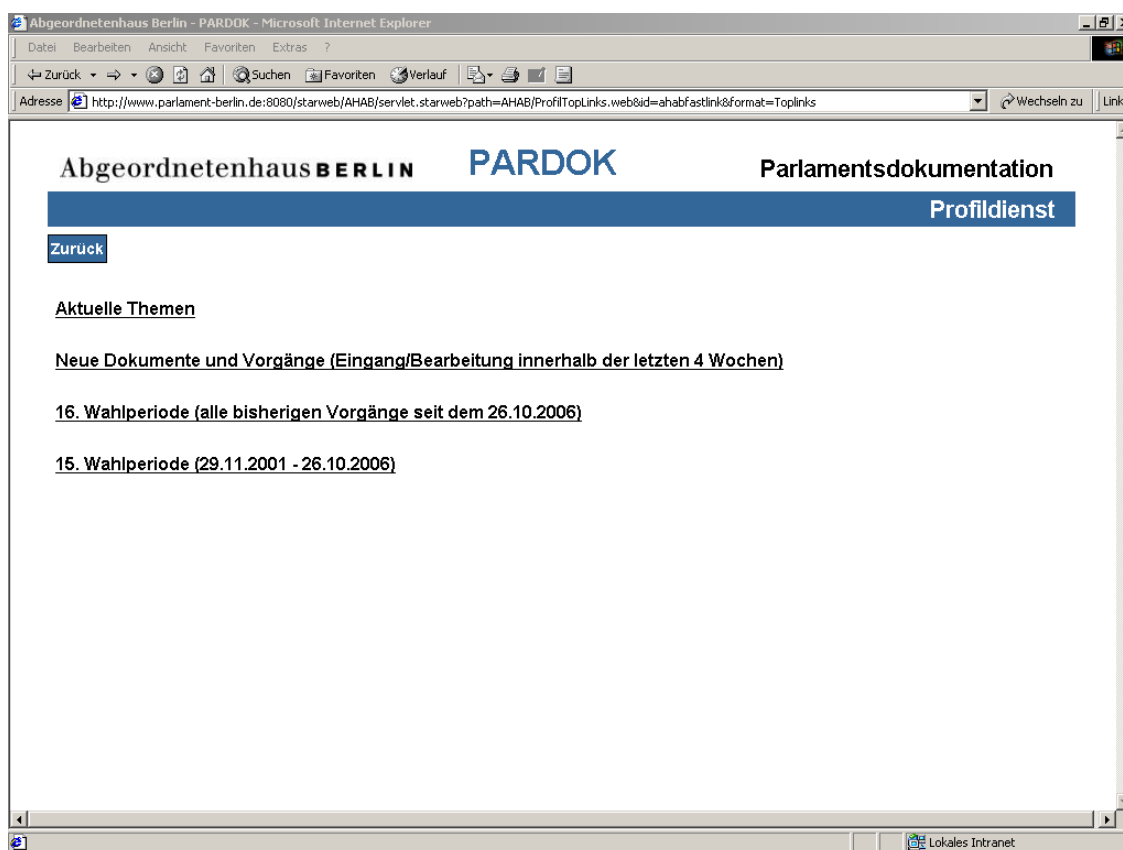 Abgeordnetenhaus Berlin - PARDOK - Microsoft Internet Explorer
Datei Bearbeiten Ansicht Favoriten Extras ?
Zurück Suchen Favoriten Verlauf
Adresse http://www.parlament-berlin.de:8080/starweb/AHAB/servlet.starweb?path=AHAB/ProfilTopLinks.web&id=ahabfastlink&format=Toplinks Wechseln zu Link
Abgeordnetenhaus BERLIN PARDOK Parlamentsdokumentation
Profildienst
Zurück
Aktuelle Themen
Neue Dokumente und Vorgänge (Eingang/Bearbeitung innerhalb der letzten 4 Wochen)
16. Wahlperiode (alle bisherigen Vorgänge seit dem 26.10.2006)
15. Wahlperiode (29.11.2001 - 26.10.2006)
Lokales Intranet